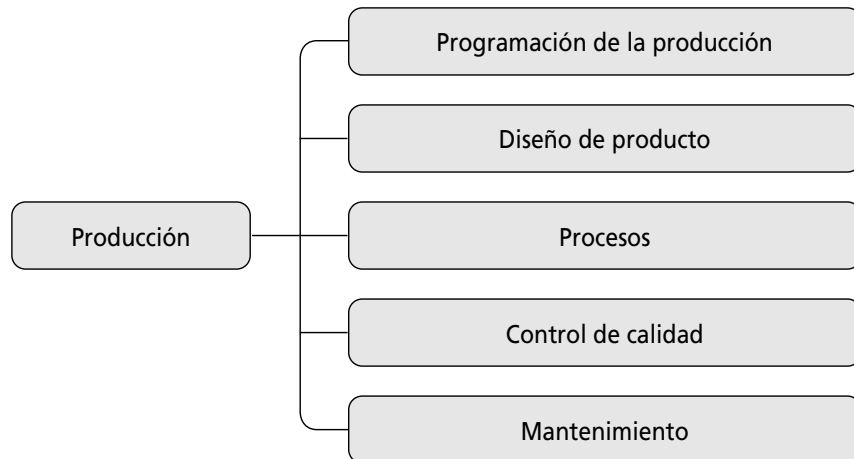 Programación de la producción
Diseño de producto
Producción
Procesos
Control de calidad
Mantenimiento